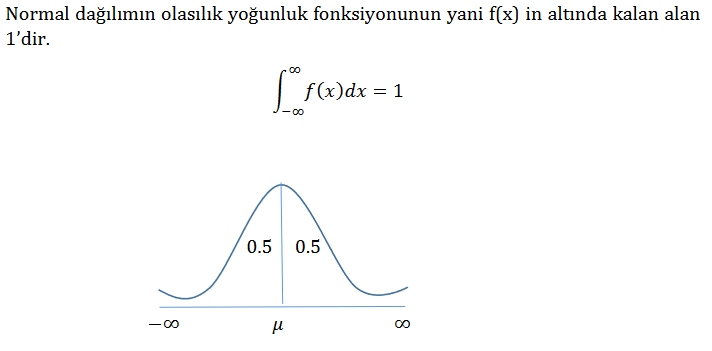 Normal dağılımın olasılık yoğunluk fonksiyonunun yani f(x) in altında kalan alan
1’dir.
∫_{−∞}^{∞} f(x)dx = 1
0.5 0.5
−∞ μ ∞